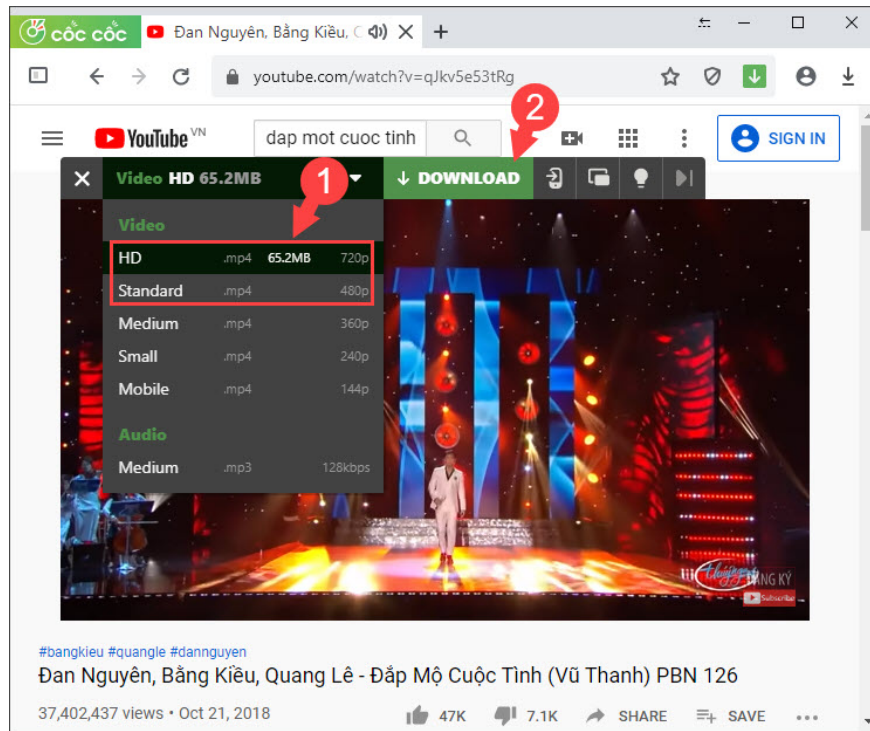 cốc cốc
Đan Nguyên, Bằng Kiều, C
youtube.com/watch?v=qJkv5e53tRg
2
YouTube VN
dap mot cuoc tinh
SIGN IN
Video HD 65.2MB
1
DOWNLOAD
Video
HD .mp4 65.2MB 720p
Standard .mp4 480p
Medium .mp4 360p
Small .mp4 240p
Mobile .mp4 144p
Audio
Medium .mp3 128kbps
ĐĂNG KÝ
Subscribe
#bangkieu #quangle #dannguyen
Đan Nguyên, Bằng Kiều, Quang Lê - Đắp Mộ Cuộc Tình (Vũ Thanh) PBN 126
37,402,437 views • Oct 21, 2018
47K 7.1K SHARE SAVE